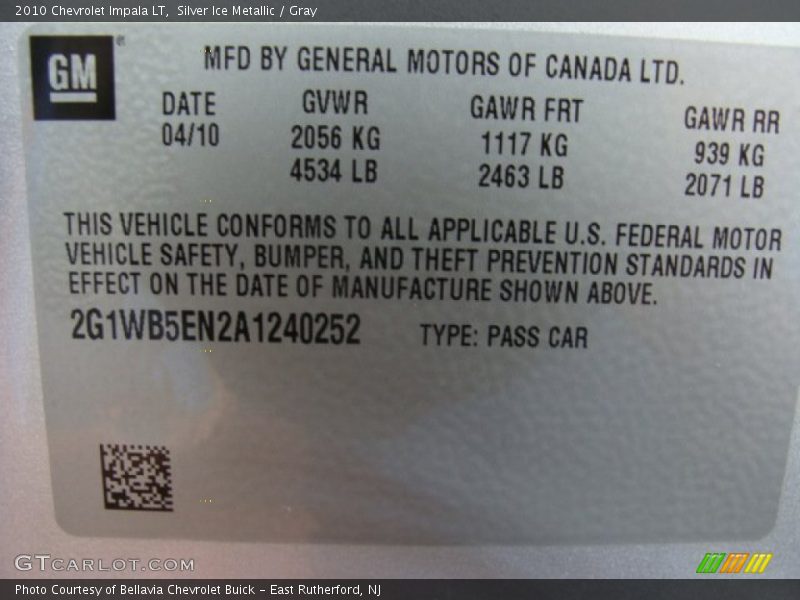 2010 Chevrolet Impala LT,  Silver Ice Metallic / Gray
GM®
MFD BY GENERAL MOTORS OF CANADA LTD.
DATE GVWR GAWR FRT GAWR RR
04/10 2056 KG 1117 KG 939 KG
4534 LB 2463 LB 2071 LB
THIS VEHICLE CONFORMS TO ALL APPLICABLE U.S. FEDERAL MOTOR
VEHICLE SAFETY, BUMPER, AND THEFT PREVENTION STANDARDS IN
EFFECT ON THE DATE OF MANUFACTURE SHOWN ABOVE.
2G1WB5EN2A1240252 TYPE: PASS CAR
GTCARLOT.COM
Photo Courtesy of Bellavia Chevrolet Buick - East Rutherford, NJ